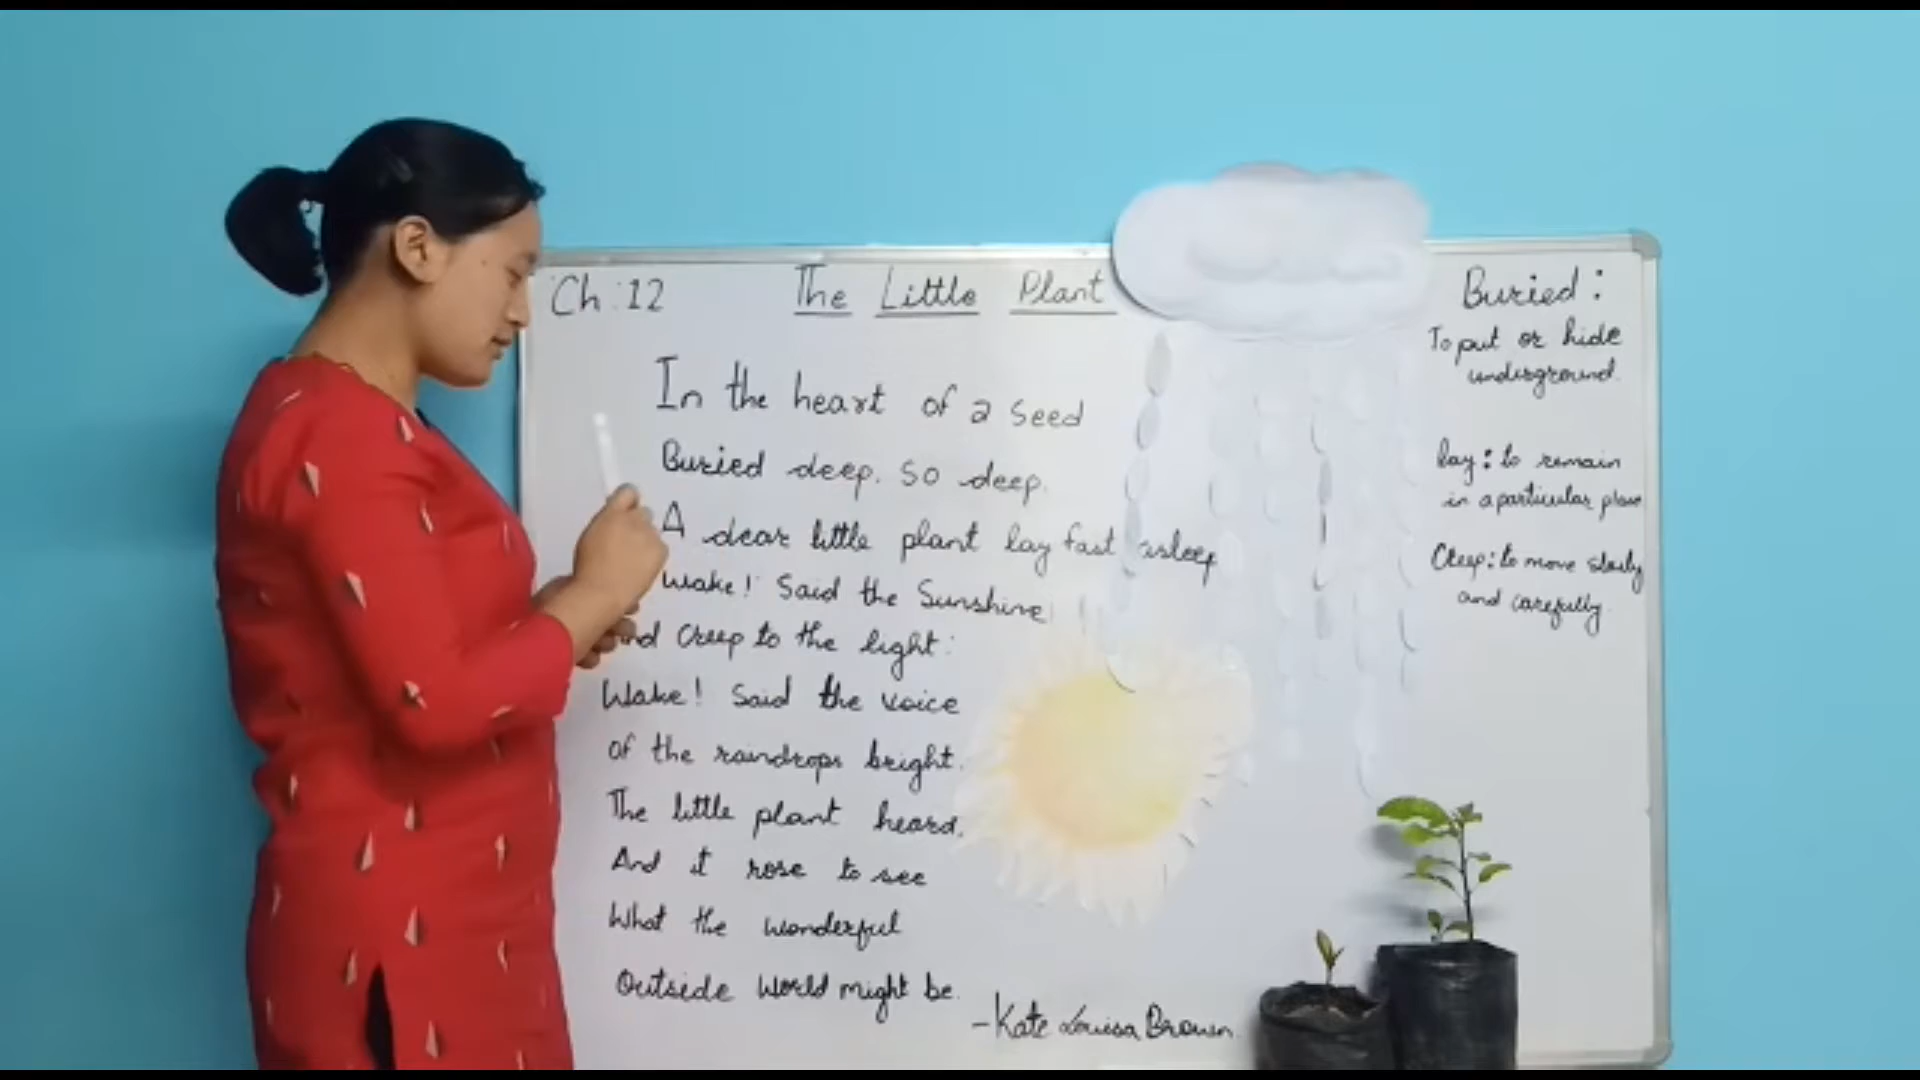 Ch : 12 The Little Plant
In the heart of a seed
Buried deep. So deep.
A dear little plant lay fast asleep
Wake! Said the Sunshine
And Creep to the light:
Wake! Said the voice
of the raindrops bright.
The little plant heard,
And it rose to see
What the wonderful
Outside World might be.
- Kate Louisa Brown.
Buried :
To put or hide
underground.
lay : to remain
in a particular place
Creep : to move slowly
and carefully.